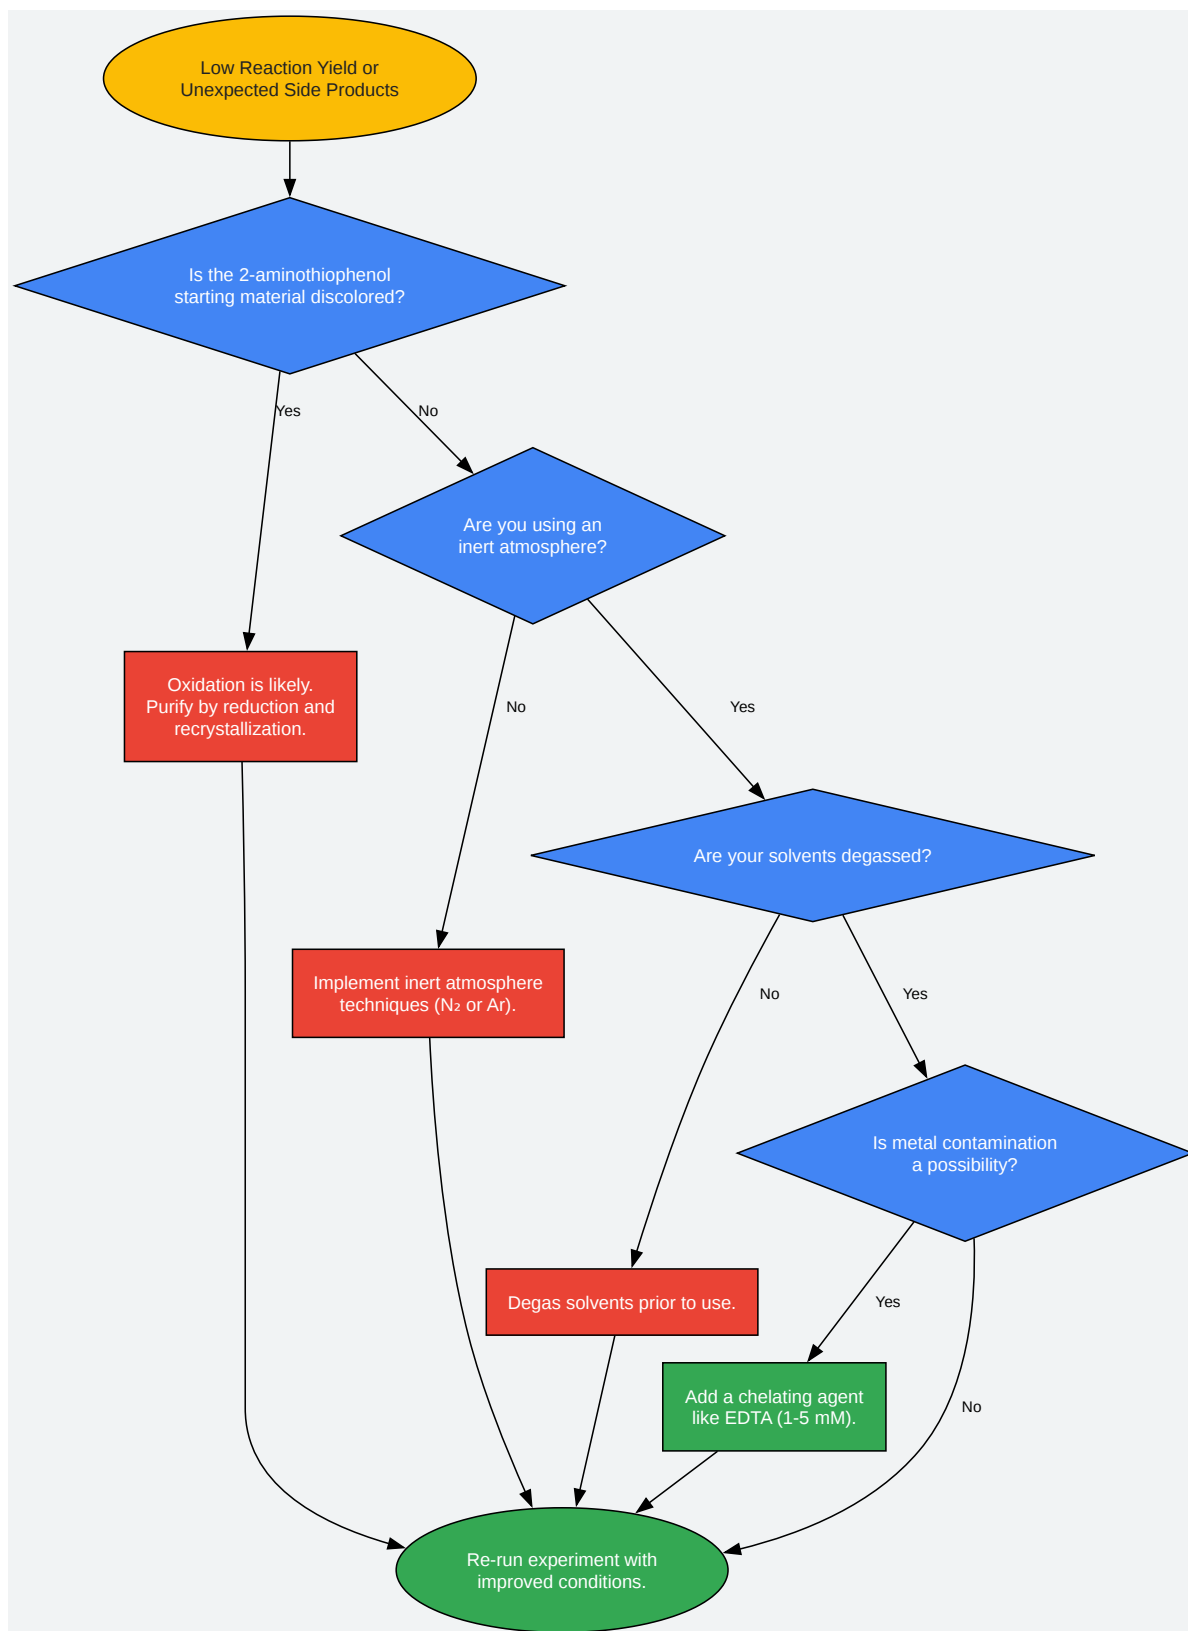 Low Reaction Yield or
Unexpected Side Products
Is the 2-aminothiophenol
starting material discolored?
Yes
No
Are you using an
inert atmosphere?
Oxidation is likely.
Purify by reduction and
recrystallization.
No
Yes
Are your solvents degassed?
Implement inert atmosphere
techniques (N₂ or Ar).
No
Yes
Is metal contamination
a possibility?
Degas solvents prior to use.
Yes
Add a chelating agent
like EDTA (1-5 mM).
No
Re-run experiment with
improved conditions.